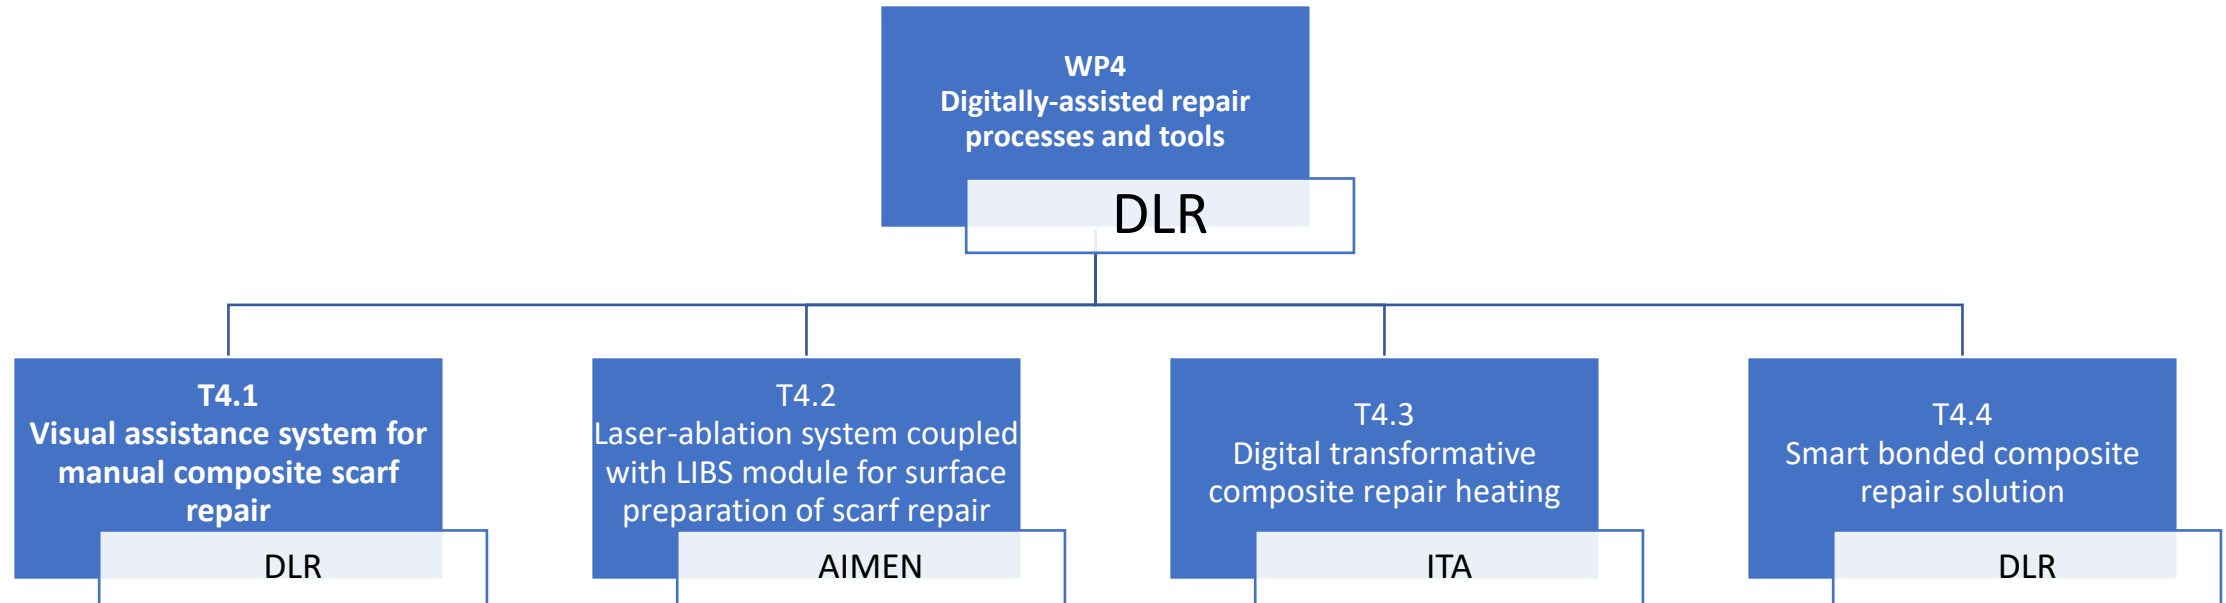 WP4
Digitally-assisted repair
processes and tools
DLR
T4.1
Visual assistance system for
manual composite scarf
repair
DLR
T4.2
Laser-ablation system coupled
with LIBS module for surface
preparation of scarf repair
AIMEN
T4.3
Digital transformative
composite repair heating
ITA
T4.4
Smart bonded composite
repair solution
DLR